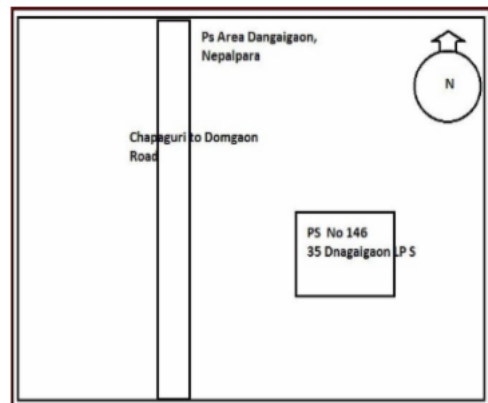 Ps Area Dangaigaon,
Nepalpara
N
Chapaguri to Domgaon
Road
PS No 146
35 Dnagaigaon LP S